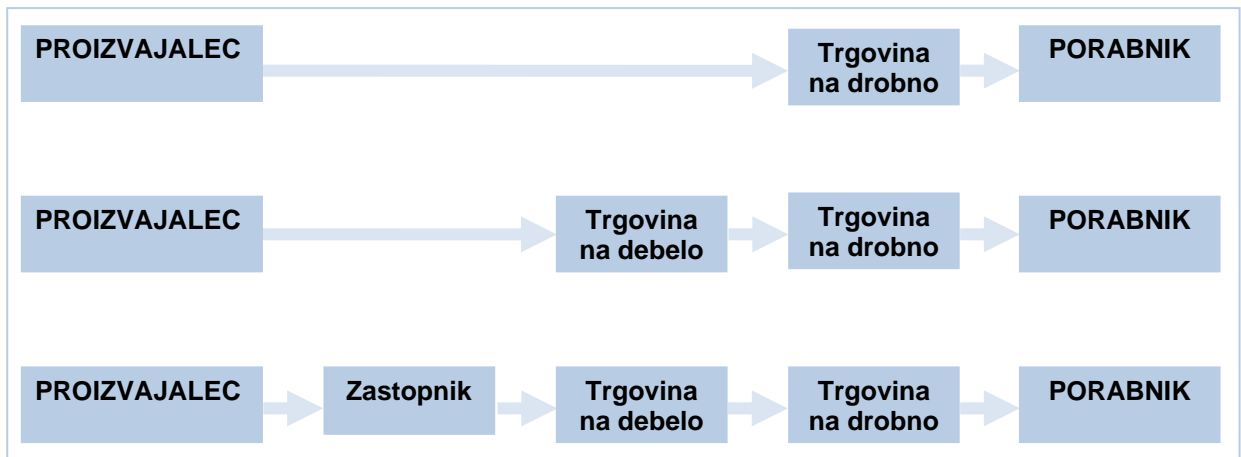 PROIZVAJALEC
Trgovina
na drobno
PORABNIK
PROIZVAJALEC
Trgovina
na debelo
Trgovina
na drobno
PORABNIK
PROIZVAJALEC
Zastopnik
Trgovina
na debelo
Trgovina
na drobno
PORABNIK